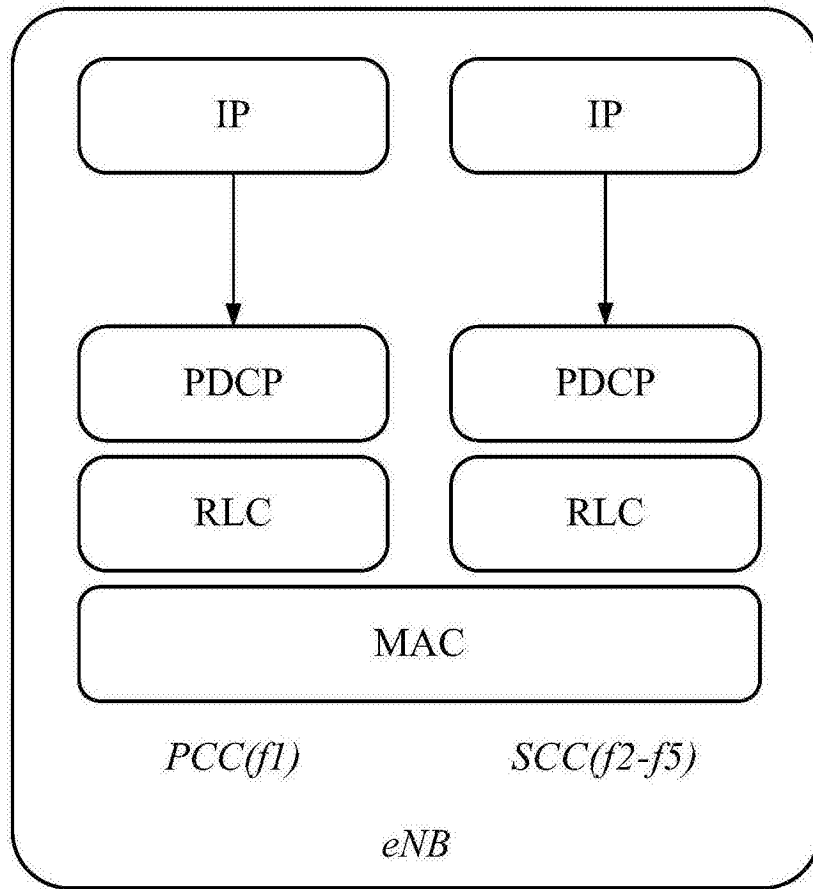 IP IP
PDCP PDCP
RLC RLC
MAC
PCC(f1) SCC(f2-f5)
eNB